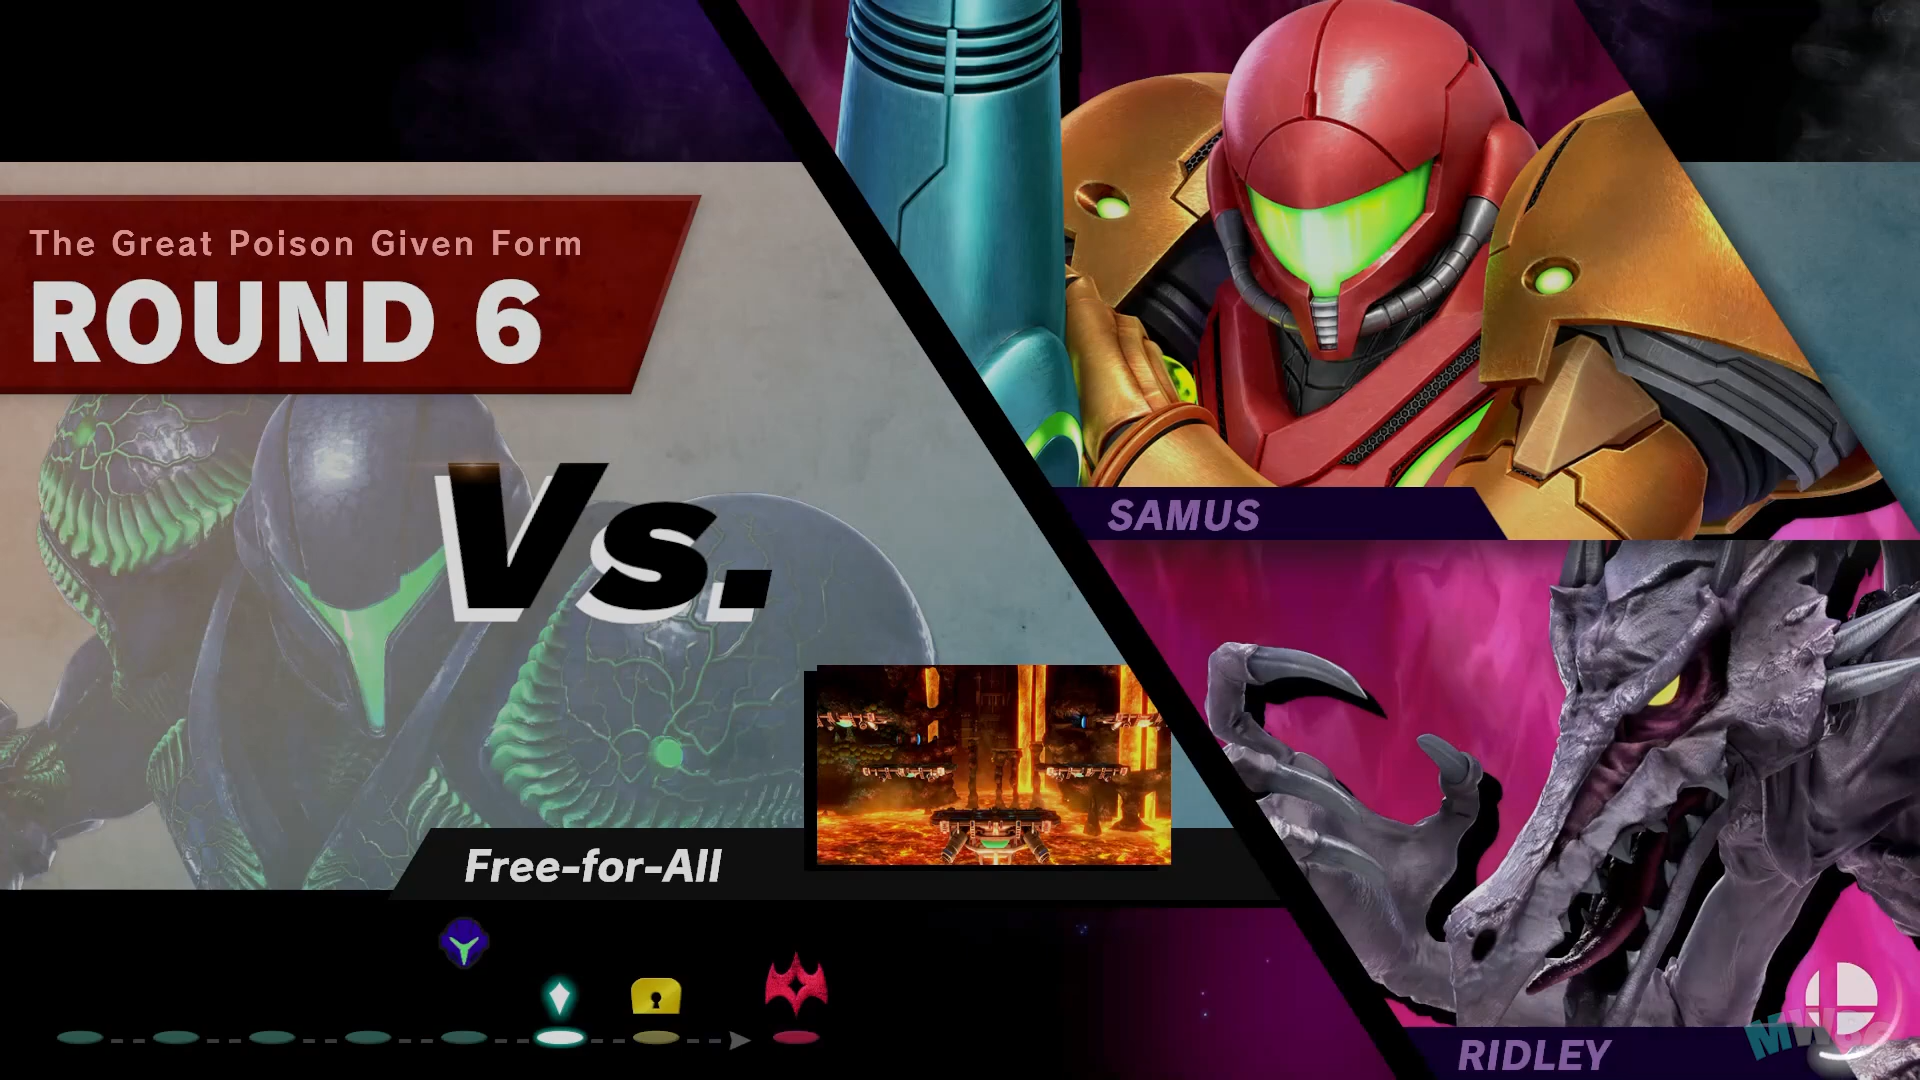 The Great Poison Given Form
ROUND 6
Vs.
SAMUS
Free-for-All
RIDLEY